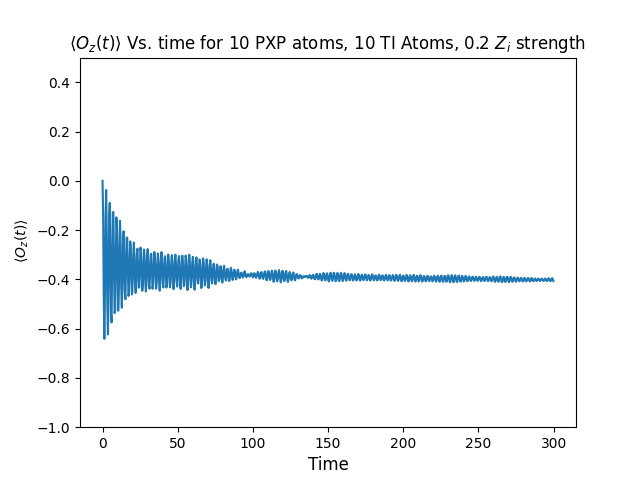 ⟨O_z(t)⟩ Vs. time for 10 PXP atoms, 10 TI Atoms, 0.2 Z_i strength
0.4
0.2
0.0
−0.2
−0.4
−0.6
−0.8
−1.0
⟨O_z(t)⟩
0 50 100 150 200 250 300
Time